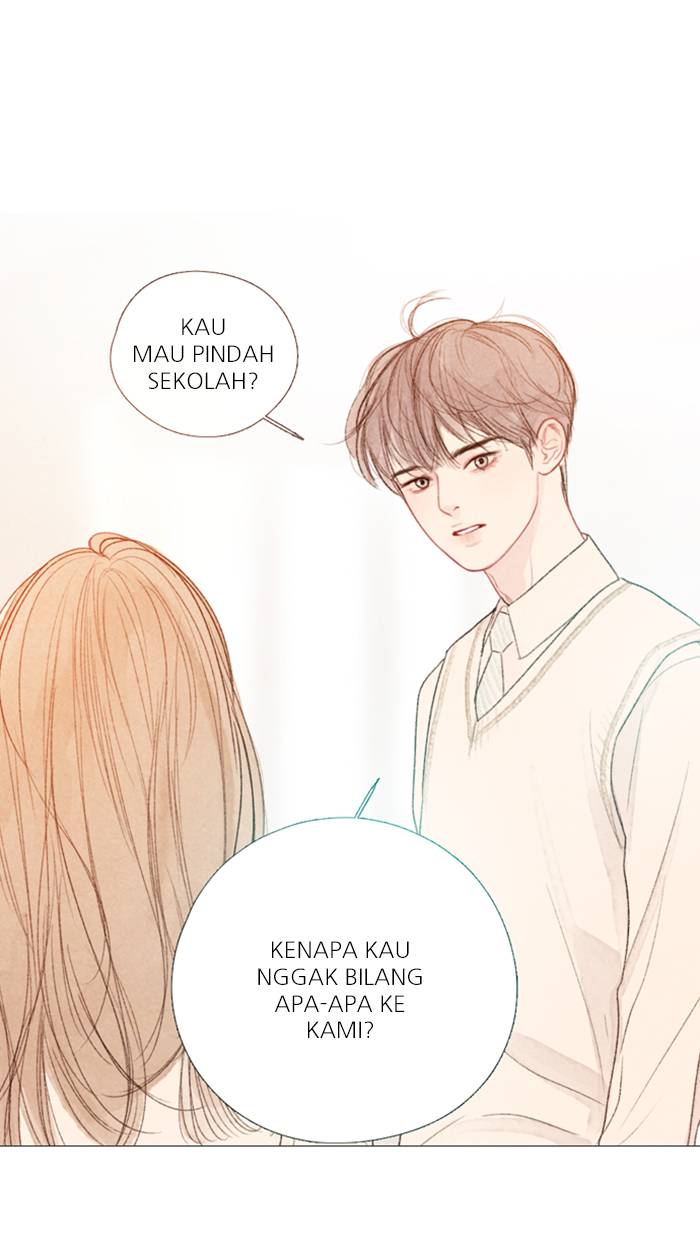 KAU
MAU PINDAH
SEKOLAH?
KENAPA KAU
NGGAK BILANG
APA-APA KE
KAMI?